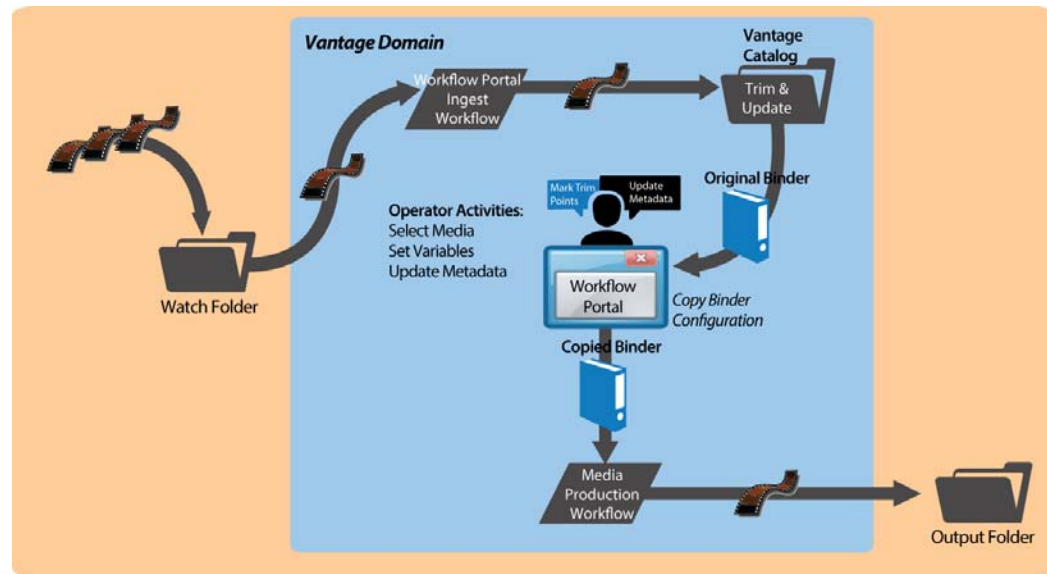 Vantage Domain
Vantage
Catalog
Workflow Portal
Ingest
Workflow
Trim &
Update
Mark Trim
Points
Update
Metadata
Original Binder
Operator Activities:
Select Media
Set Variables
Update Metadata
Watch Folder
Workflow
Portal
Copy Binder
Configuration
Copied Binder
Media
Production
Workflow
Output Folder